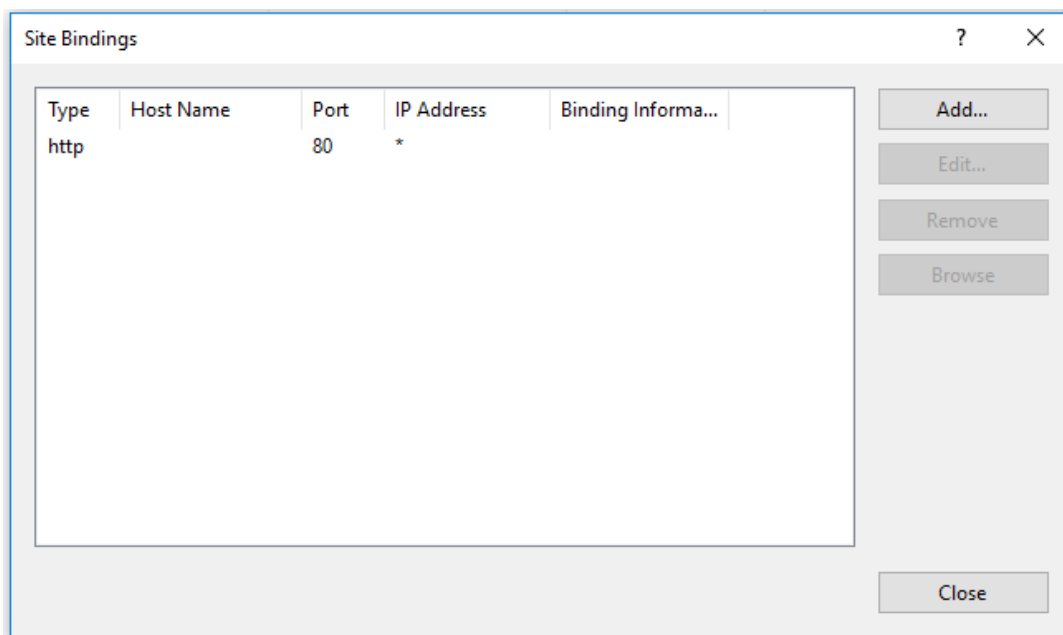 Site Bindings ?
Type Host Name Port IP Address Binding Informa...
http 80 *
Add...
Edit...
Remove
Browse
Close